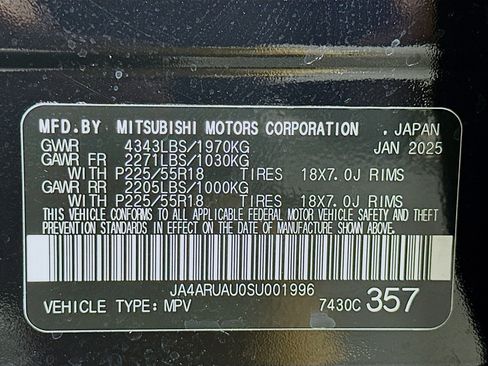 MFD.BY MITSUBISHI MOTORS CORPORATION , JAPAN
GVWR 4343LBS/1970KG JAN 2025
GAWR FR 2271LBS/1030KG
WITH P225/55R18 TIRES 18X7.0J RIMS
GAWR RR 2205LBS/1000KG
WITH P225/55R18 TIRES 18X7.0J RIMS
THIS VEHICLE CONFORMS TO ALL APPLICABLE FEDERAL MOTOR VEHICLE SAFETY AND THEFT
PREVENTION STANDARDS IN EFFECT ON THE DATE OF MANUFACTURE SHOWN ABOVE.
JA4ARUAU0SU001996
VEHICLE TYPE: MPV 7430C 357